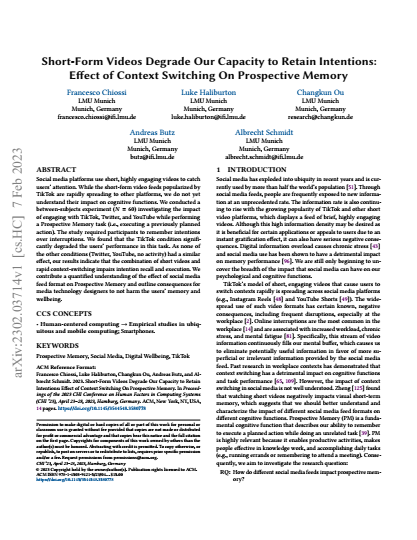 arXiv:2302.03714v1 [cs.HC] 7 Feb 2023
Short-Form Videos Degrade Our Capacity to Retain Intentions:
Effect of Context Switching On Prospective Memory
Francesco Chiossi
LMU Munich
Munich, Germany
francesco.chiossi@ifi.lmu.de
Luke Haliburton
LMU Munich
Munich, Germany
luke.haliburton@ifi.lmu.de
Changkun Ou
LMU Munich
Munich, Germany
research@changkun.de
Andreas Butz
LMU Munich
Munich, Germany
butz@ifi.lmu.de
Albrecht Schmidt
LMU Munich
Munich, Germany
albrecht.schmidt@ifi.lmu.de
ABSTRACT
Social media platforms use short, highly engaging videos to catch
users' attention. While the short-form video feeds popularized by
TikTok are rapidly spreading to other platforms, we do not yet
understand their impact on cognitive functions. We conducted a
between-subjects experiment (N = 60) investigating the impact
of engaging with TikTok, Twitter, and YouTube while performing
a Prospective Memory task (i.e., executing a previously planned
action). The study required participants to remember intentions
over interruptions. We found that the TikTok condition signifi-
cantly degraded the users' performance in this task. As none of
the other conditions (Twitter, YouTube, no activity) had a similar
effect, our results indicate that the combination of short videos and
rapid context-switching impairs intention recall and execution. We
contribute a quantified understanding of the effect of social media
feed format on Prospective Memory and outline consequences for
media technology designers to not harm the users' memory and
wellbeing.
CCS CONCEPTS
• Human-centered computing → Empirical studies in ubiq-
uitous and mobile computing; Smartphones.
KEYWORDS
Prospective Memory, Social Media, Digital Wellbeing, TikTok
ACM Reference Format:
Francesco Chiossi, Luke Haliburton, Changkun Ou, Andreas Butz, and Al-
brecht Schmidt. 2023. Short-Form Videos Degrade Our Capacity to Retain
Intentions: Effect of Context Switching On Prospective Memory. In Proceed-
ings of the 2023 CHI Conference on Human Factors in Computing Systems
(CHI '23), April 23–28, 2023, Hamburg, Germany. ACM, New York, NY, USA,
14 pages. https://doi.org/10.1145/3544548.3580778
Permission to make digital or hard copies of all or part of this work for personal or
classroom use is granted without fee provided that copies are not made or distributed
for profit or commercial advantage and that copies bear this notice and the full citation
on the first page. Copyrights for components of this work owned by others than the
author(s) must be honored. Abstracting with credit is permitted. To copy otherwise, or
republish, to post on servers or to redistribute to lists, requires prior specific permission
and/or a fee. Request permissions from permissions@acm.org.
CHI '23, April 23–28, 2023, Hamburg, Germany
© 2023 Copyright held by the owner/author(s). Publication rights licensed to ACM.
https://doi.org/10.1145/3544548.3580778
1 INTRODUCTION
Social media has exploded into ubiquity in recent years and is cur-
rently used by more than half the world's population [51]. Through
social media feeds, people are frequently exposed to new informa-
tion at an unprecedented rate. The information rate is also continu-
ing to rise with the growing popularity of TikTok and other short
video platforms, which displays a feed of brief, highly engaging
videos. Although this high information density may be desired as
it is beneficial for certain applications or appeals to users due to an
instant gratification effect, it can also have serious negative conse-
quences. Digital information overload causes chronic stress
and social media use has been shown to have a detrimental impact
on memory performance. We are still only beginning to un-
cover the breadth of the impact that social media can have on our
psychological and cognitive functions.
TikTok's model of short, engaging videos that cause users to
switch contexts rapidly is spreading across social media platforms
(e.g., Instagram Reels and YouTube Shorts). The wide-
spread use of such video formats has certain known, negative
consequences, including frequent disruptions, especially at the
workplace [2]. Online interruptions are the most common in the
workplace [14] and are associated with increased workload, chronic
stress, and mental fatigue. Specifically, this stream of video
information continuously fills our mental buffer, which causes us
to eliminate potentially useful information in favor of more su-
perficial or irrelevant information provided by the social media
feed. Past research in workplace contexts has demonstrated that context
switching has a detrimental impact on cognitive functions
and task performance. However, the impact of context
switching in social media is not well understood. Zheng found
that watching short videos negatively impacts visual short-term
memory, which suggests that we should better understand and
characterize the impact of different social media feed formats on
different cognitive functions. Prospective Memory (PM) is a funda-
mental cognitive function that describes our ability to remember
to execute a planned action while doing an unrelated task. PM
is highly relevant because it enables productive activities, makes
people effective in knowledge work, and accomplishing daily tasks
(e.g., running errands or remembering to attend a meeting). Conse-
quently, we aim to investigate the research question:
RQ: How do different social media feeds impact prospective mem-
ory?